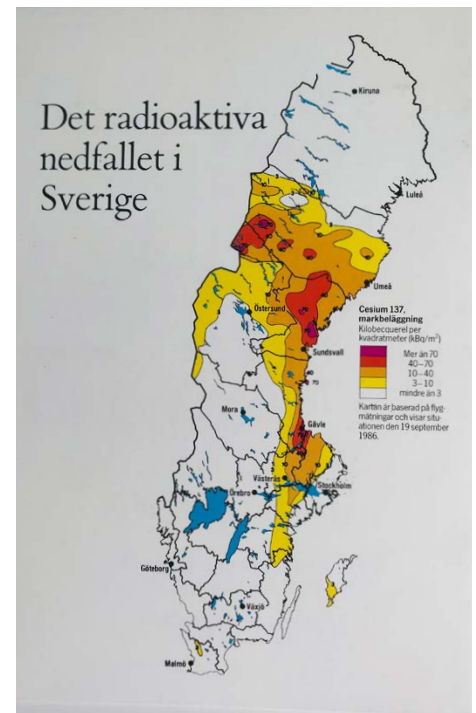 Det radioaktiva
nedfallet i
Sverige
Kiruna
Luleå
Umeå
Östersund
Cesium 137,
markbeläggning
Kilobecquerel per
kvadratmeter (kBq/m²)
Mer än 70
40–70
10–40
3–10
mindre än 3
Kartan är baserad på flyg-
mätningar och visar situ-
ationen den 19 september
1986.
Sundsvall
70
Mora
Gävle
Västerås
Örebro
Stockholm
Göteborg
Växjö
Malmö